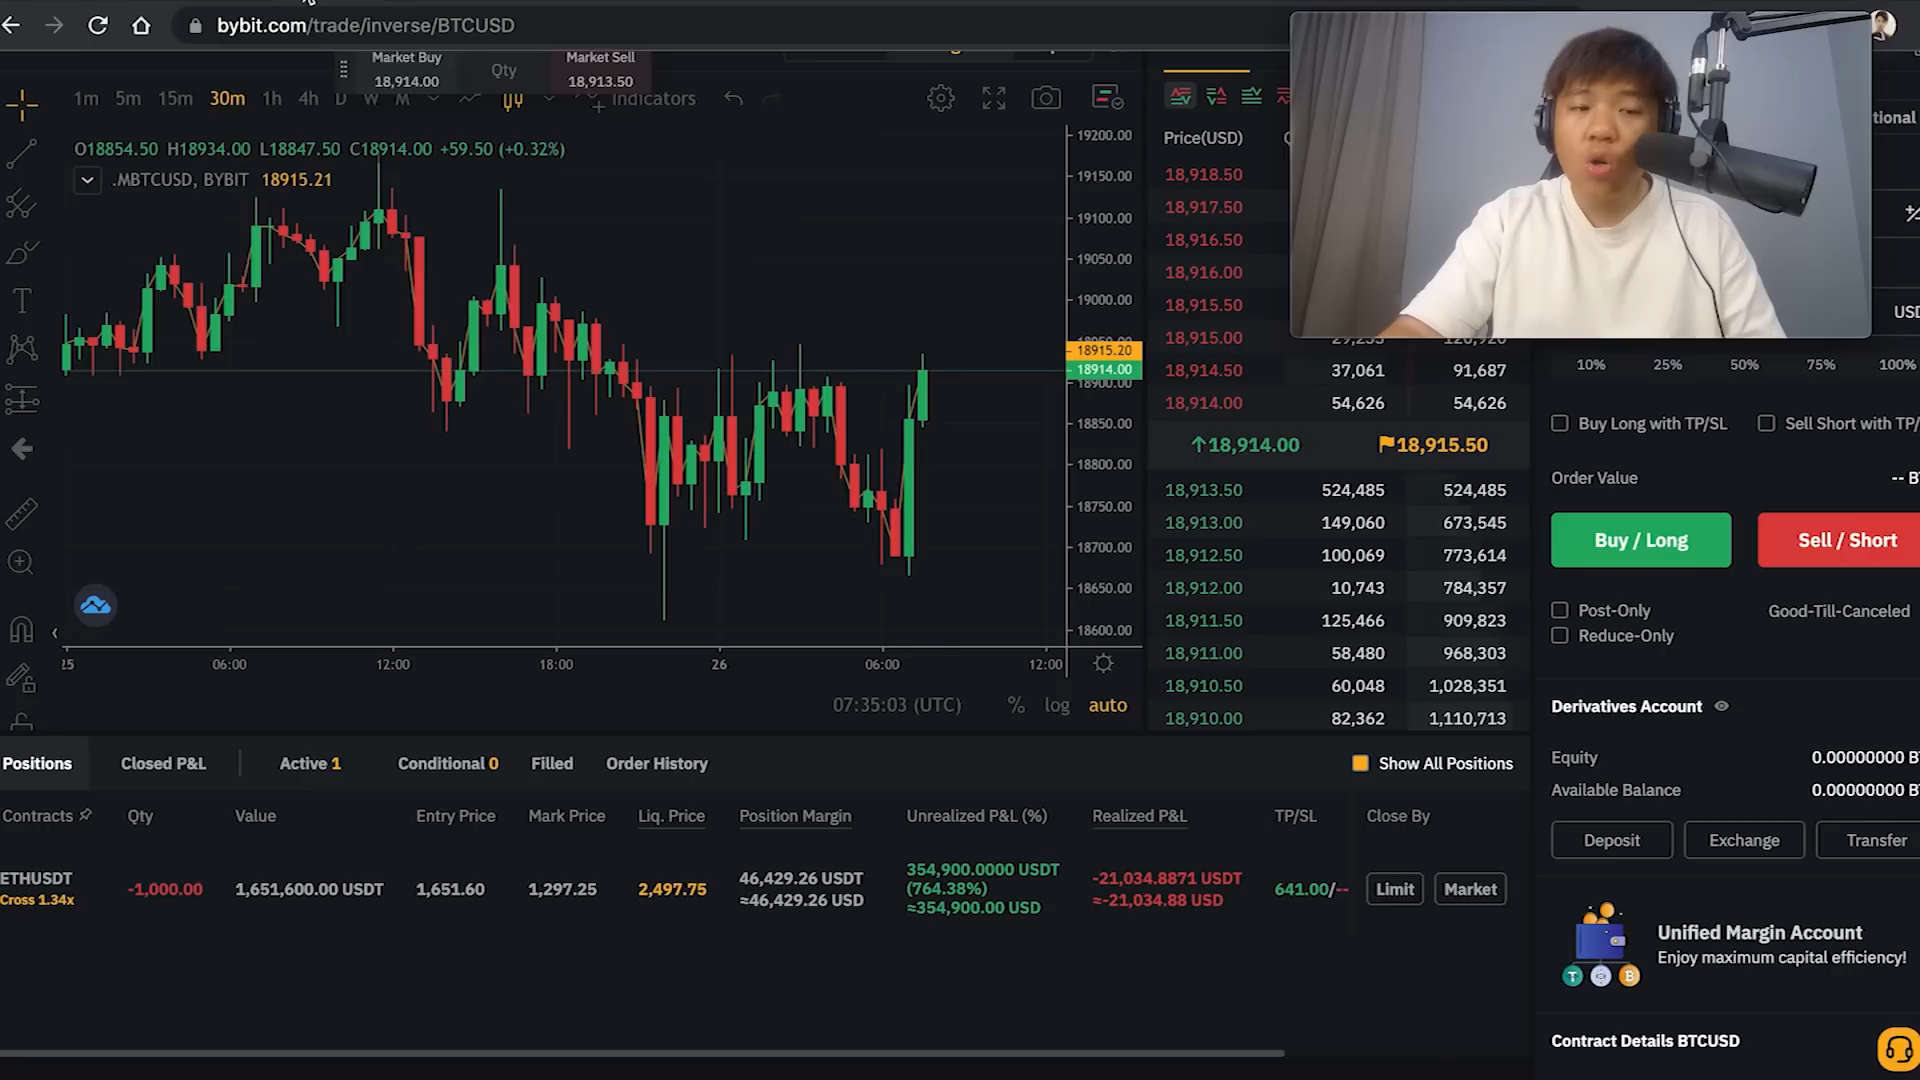 bybit.com/trade/inverse/BTCUSD
Market Buy
18,914.00
Qty
Market Sell
18,913.50
1m 5m 15m 30m 1h 4h D W M
Indicators
O18854.50 H18934.00 L18847.50 C18914.00 +59.50 (+0.32%)
.MBTCUSD, BYBIT 18915.21
19200.00
19150.00
19100.00
19050.00
19000.00
18915.20
18914.00
18900.00
18850.00
18800.00
18750.00
18700.00
18650.00
18600.00
25 06:00 12:00 18:00 26 06:00 12:00
07:35:03 (UTC) % log auto
Price(USD)
18,918.50
18,917.50
18,916.50
18,916.00
18,915.50
18,915.00
18,914.50 37,061 91,687
18,914.00 54,626 54,626
↑18,914.00 18,915.50
18,913.50 524,485 524,485
18,913.00 149,060 673,545
18,912.50 100,069 773,614
18,912.00 10,743 784,357
18,911.50 125,466 909,823
18,911.00 58,480 968,303
18,910.50 60,048 1,028,351
18,910.00 82,362 1,110,713
tional
USD
10% 25% 50% 75% 100%
Buy Long with TP/SL Sell Short with TP/
Order Value -- B
Buy / Long Sell / Short
Post-Only Good-Till-Canceled
Reduce-Only
Derivatives Account
Equity 0.00000000 B
Available Balance 0.00000000 B
Deposit Exchange Transfer
Unified Margin Account
Enjoy maximum capital efficiency!
Contract Details BTCUSD
Positions Closed P&L Active 1 Conditional 0 Filled Order History Show All Positions
Contracts Qty Value Entry Price Mark Price Liq. Price Position Margin Unrealized P&L (%) Realized P&L TP/SL Close By
ETHUSDT
Cross 1.34x
-1,000.00 1,651,600.00 USDT 1,651.60 1,297.25 2,497.75
46,429.26 USDT
≈46,429.26 USD
354,900.0000 USDT
(764.38%)
≈354,900.00 USD
-21,034.8871 USDT
≈-21,034.88 USD
641.00/-- Limit Market